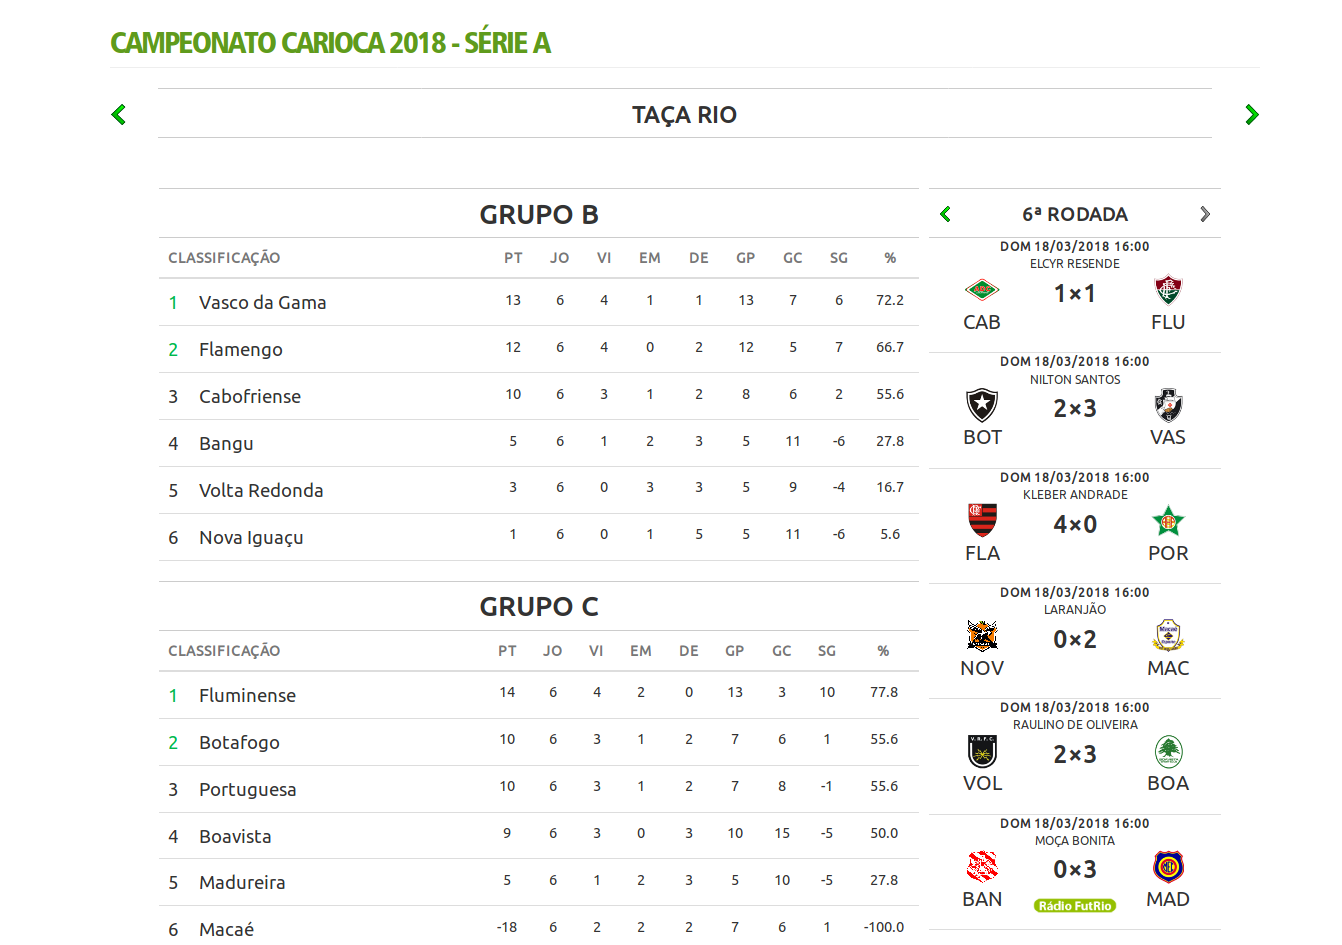 CAMPEONATO CARIOCA 2018 - SÉRIE A
TAÇA RIO
GRUPO B
CLASSIFICAÇÃO PT JO VI EM DE GP GC SG %
1 Vasco da Gama 13 6 4 1 1 13 7 6 72.2
2 Flamengo 12 6 4 0 2 12 5 7 66.7
3 Cabofriense 10 6 3 1 2 8 6 2 55.6
4 Bangu 5 6 1 2 3 5 11 -6 27.8
5 Volta Redonda 3 6 0 3 3 5 9 -4 16.7
6 Nova Iguaçu 1 6 0 1 5 5 11 -6 5.6
GRUPO C
CLASSIFICAÇÃO PT JO VI EM DE GP GC SG %
1 Fluminense 14 6 4 2 0 13 3 10 77.8
2 Botafogo 10 6 3 1 2 7 6 1 55.6
3 Portuguesa 10 6 3 1 2 7 8 -1 55.6
4 Boavista 9 6 3 0 3 10 15 -5 50.0
5 Madureira 5 6 1 2 3 5 10 -5 27.8
6 Macaé -18 6 2 2 2 7 6 1 -100.0
6ª RODADA
DOM 18/03/2018 16:00
ELCYR RESENDE
CAB 1×1 FLU
DOM 18/03/2018 16:00
NILTON SANTOS
BOT 2×3 VAS
DOM 18/03/2018 16:00
KLEBER ANDRADE
FLA 4×0 POR
DOM 18/03/2018 16:00
LARANJÃO
NOV 0×2 MAC
DOM 18/03/2018 16:00
RAULINO DE OLIVEIRA
VOL 2×3 BOA
DOM 18/03/2018 16:00
MOÇA BONITA
BAN 0×3 MAD
Rádio FutRio